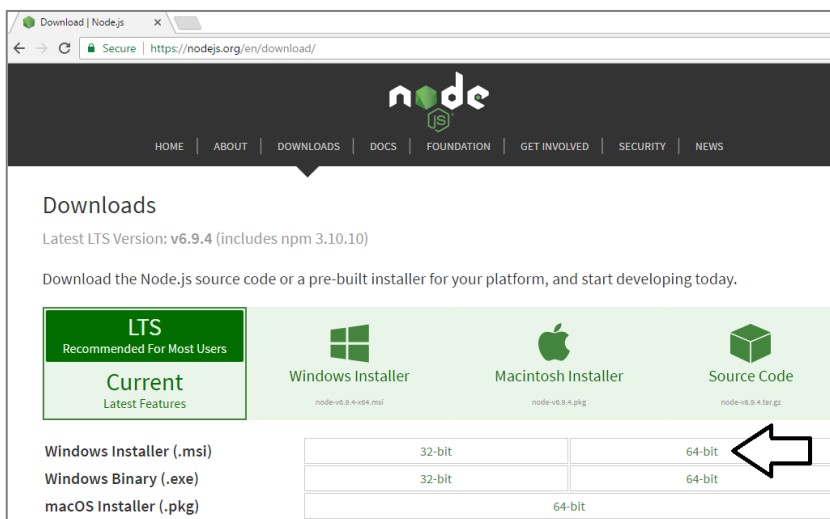 Download | Node.js
Secure | https://nodejs.org/en/download/
node
JS
HOME | ABOUT | DOWNLOADS | DOCS | FOUNDATION | GET INVOLVED | SECURITY | NEWS
Downloads
Latest LTS Version: v6.9.4 (includes npm 3.10.10)
Download the Node.js source code or a pre-built installer for your platform, and start developing today.
LTS
Recommended For Most Users
Current
Latest Features
Windows Installer
node-v6.9.4-x64.msi
Macintosh Installer
node-v6.9.4.pkg
Source Code
node-v6.9.4.tar.gz
Windows Installer (.msi) 32-bit 64-bit
Windows Binary (.exe) 32-bit 64-bit
macOS Installer (.pkg) 64-bit